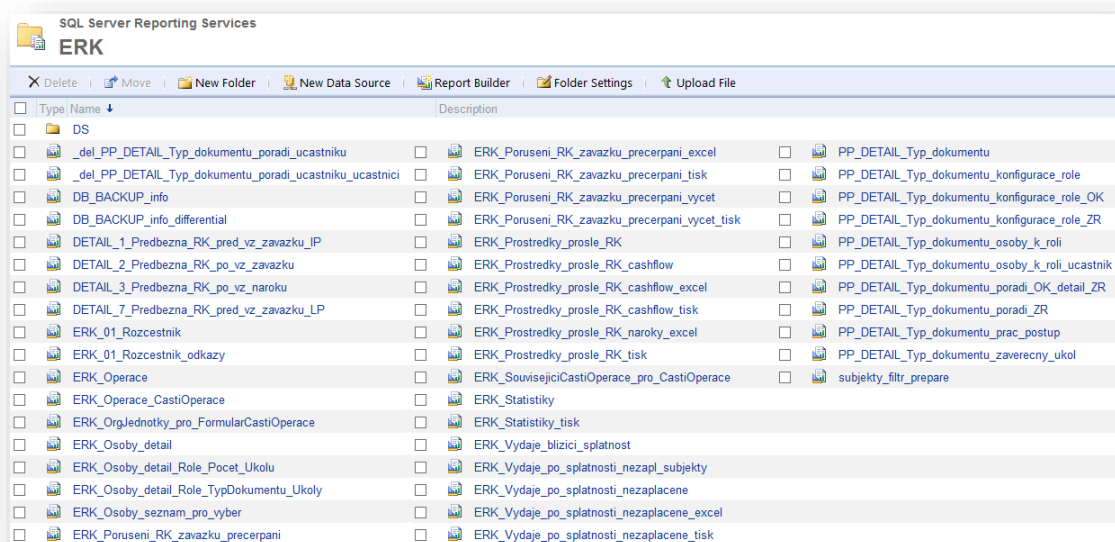 SQL Server Reporting Services
ERK
Delete Move New Folder New Data Source Report Builder Folder Settings Upload File
Type Name Description
DS
_del_PP_DETAIL_Typ_dokumentu_poradi_ucastniku
_del_PP_DETAIL_Typ_dokumentu_poradi_ucastniku_ucastnici
DB_BACKUP_info
DB_BACKUP_info_differential
DETAIL_1_Predbezna_RK_pred_vz_zavazku_IP
DETAIL_2_Predbezna_RK_po_vz_zavazku
DETAIL_3_Predbezna_RK_po_vz_naroku
DETAIL_7_Predbezna_RK_pred_vz_zavazku_LP
ERK_01_Rozcestnik
ERK_01_Rozcestnik_odkazy
ERK_Operace
ERK_Operace_CastiOperace
ERK_OrgJednotky_pro_FormularCastiOperace
ERK_Osoby_detail
ERK_Osoby_detail_Role_Pocet_Ukolu
ERK_Osoby_detail_Role_TypDokumentu_Ukoly
ERK_Osoby_seznam_pro_vyber
ERK_Poruseni_RK_zavazku_precerpani
ERK_Poruseni_RK_zavazku_precerpani_excel
ERK_Poruseni_RK_zavazku_precerpani_tisk
ERK_Poruseni_RK_zavazku_precerpani_vycet
ERK_Poruseni_RK_zavazku_precerpani_vycet_tisk
ERK_Prostredky_prosle_RK
ERK_Prostredky_prosle_RK_cashflow
ERK_Prostredky_prosle_RK_cashflow_excel
ERK_Prostredky_prosle_RK_cashflow_tisk
ERK_Prostredky_prosle_RK_naroky_excel
ERK_Prostredky_prosle_RK_tisk
ERK_SouvisejiciCastiOperace_pro_CastiOperace
ERK_Statistiky
ERK_Statistiky_tisk
ERK_Vydaje_blizici_splatnost
ERK_Vydaje_po_splatnosti_nezapl_subjekty
ERK_Vydaje_po_splatnosti_nezaplacene
ERK_Vydaje_po_splatnosti_nezaplacene_excel
ERK_Vydaje_po_splatnosti_nezaplacene_tisk
PP_DETAIL_Typ_dokumentu
PP_DETAIL_Typ_dokumentu_konfigurace_role
PP_DETAIL_Typ_dokumentu_konfigurace_role_OK
PP_DETAIL_Typ_dokumentu_konfigurace_role_ZR
PP_DETAIL_Typ_dokumentu_osoby_k_roli
PP_DETAIL_Typ_dokumentu_osoby_k_roli_ucastnik
PP_DETAIL_Typ_dokumentu_poradi_OK_detail_ZR
PP_DETAIL_Typ_dokumentu_poradi_ZR
PP_DETAIL_Typ_dokumentu_prac_postup
PP_DETAIL_Typ_dokumentu_zaverecny_ukol
subjekty_filtr_prepare